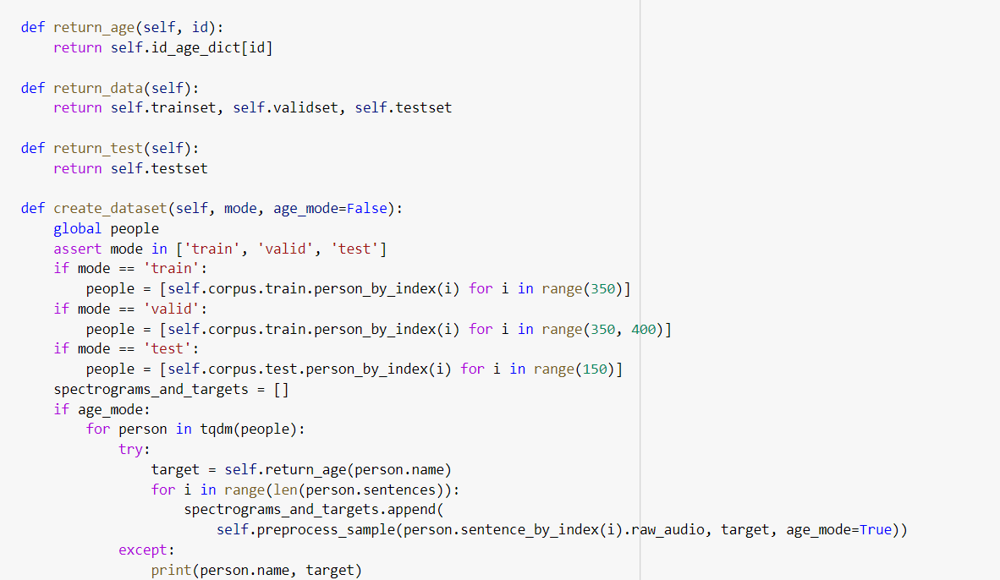 def return_age(self, id):
    return self.id_age_dict[id]

def return_data(self):
    return self.trainset, self.validset, self.testset

def return_test(self):
    return self.testset

def create_dataset(self, mode, age_mode=False):
    global people
    assert mode in ['train', 'valid', 'test']
    if mode == 'train':
        people = [self.corpus.train.person_by_index(i) for i in range(350)]
    if mode == 'valid':
        people = [self.corpus.train.person_by_index(i) for i in range(350, 400)]
    if mode == 'test':
        people = [self.corpus.test.person_by_index(i) for i in range(150)]
    spectrograms_and_targets = []
    if age_mode:
        for person in tqdm(people):
            try:
                target = self.return_age(person.name)
                for i in range(len(person.sentences)):
                    spectrograms_and_targets.append(
                        self.preprocess_sample(person.sentence_by_index(i).raw_audio, target, age_mode=True))
            except:
                print(person.name, target)